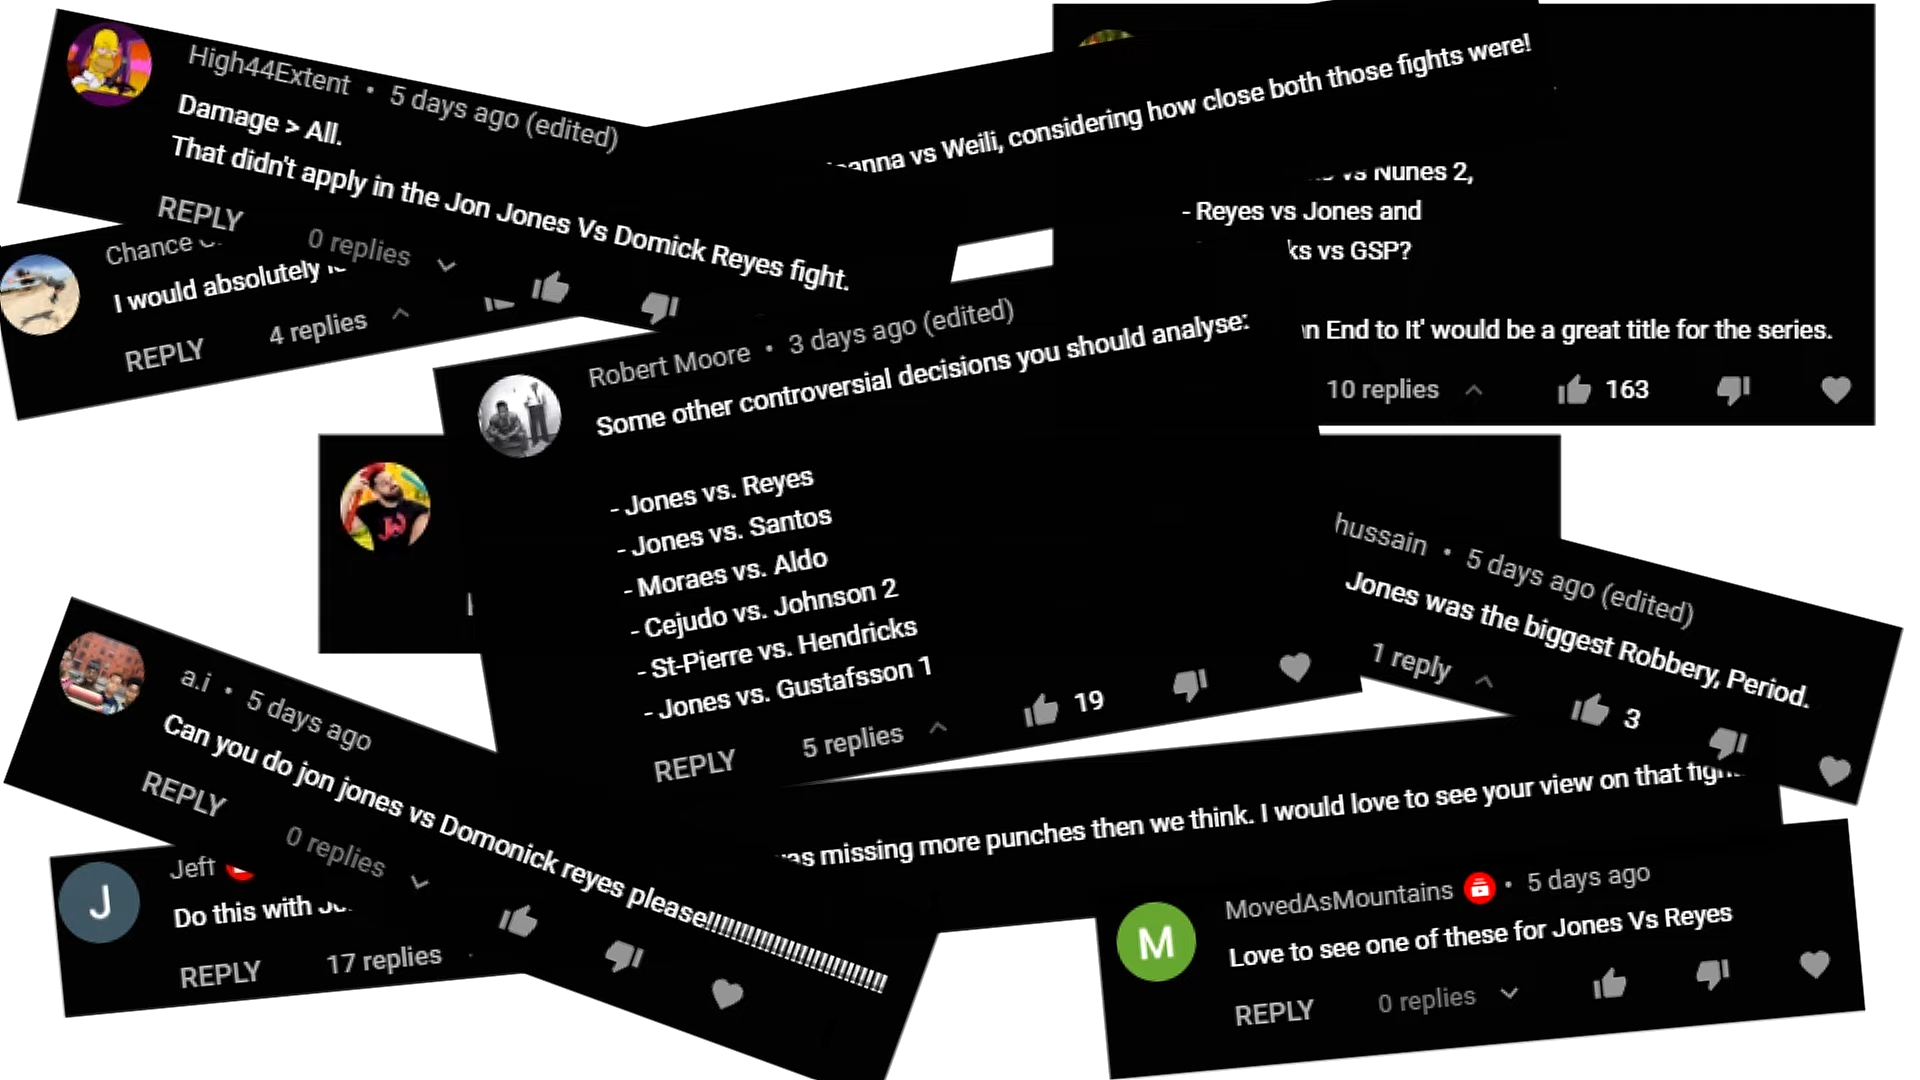 High44Extent • 5 days ago (edited)
Damage > All.
That didn't apply in the Jon Jones Vs Domick Reyes fight.
REPLY
0 replies
vs Weili, considering how close both those fights were!
vs Nunes 2,
- Reyes vs Jones and
vs GSP?
End to It' would be a great title for the series.
10 replies
163
Chance
I would absolutely
REPLY
4 replies
Robert Moore • 3 days ago (edited)
Some other controversial decisions you should analyse:
- Jones vs. Reyes
- Jones vs. Santos
- Moraes vs. Aldo
- Cejudo vs. Johnson 2
- St-Pierre vs. Hendricks
- Jones vs. Gustafsson 1
REPLY
5 replies
19
hussain • 5 days ago (edited)
Jones was the biggest Robbery, Period.
1 reply
3
a.i • 5 days ago
Can you do jon jones vs Domonick reyes please!!!!!!!!!!!!!!!!!!!!!!!!!!!!!!
REPLY
0 replies
missing more punches then we think. I would love to see your view on that
Jeft
Do this with
REPLY
17 replies
J
M
MovedAsMountains • 5 days ago
Love to see one of these for Jones Vs Reyes
REPLY
0 replies